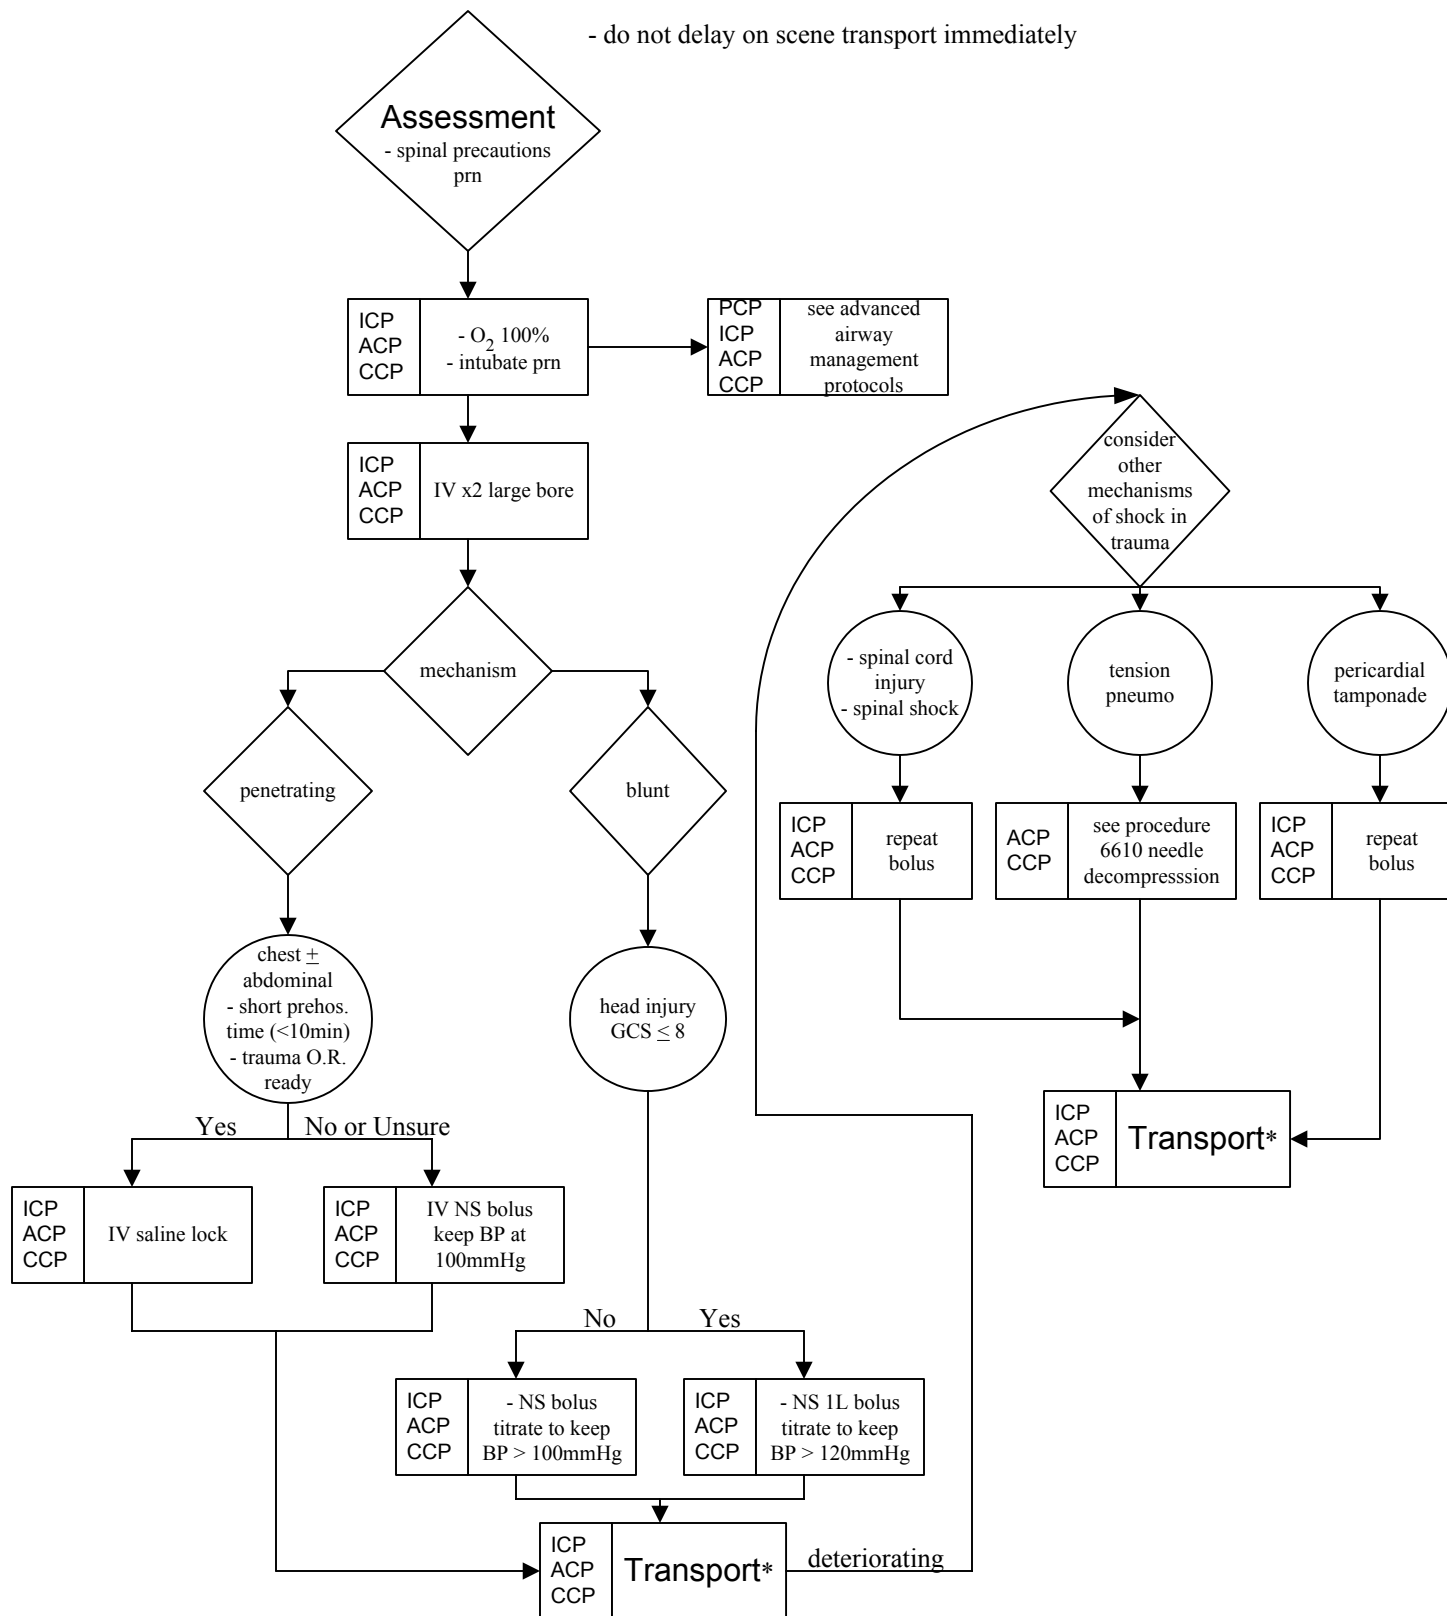 - do not delay on scene transport immediately
Assessment
- spinal precautions
prn
ICP
ACP
CCP
- O2 100%
- intubate prn
PCP
ICP
ACP
CCP
see advanced
airway
management
protocols
ICP
ACP
CCP
IV x2 large bore
consider
other
mechanisms
of shock in
trauma
mechanism
- spinal cord
injury
- spinal shock
tension
pneumo
pericardial
tamponade
penetrating
blunt
ICP
ACP
CCP
repeat
bolus
ACP
CCP
see procedure
6610 needle
decompresssion
ICP
ACP
CCP
repeat
bolus
chest ±
abdominal
- short prehos.
time (<10min)
- trauma O.R.
ready
head injury
GCS ≤ 8
Yes
No or Unsure
ICP
ACP
CCP
Transport*
ICP
ACP
CCP
IV saline lock
ICP
ACP
CCP
IV NS bolus
keep BP at
100mmHg
No
Yes
ICP
ACP
CCP
- NS bolus
titrate to keep
BP > 100mmHg
ICP
ACP
CCP
- NS 1L bolus
titrate to keep
BP > 120mmHg
ICP
ACP
CCP
Transport*
deteriorating